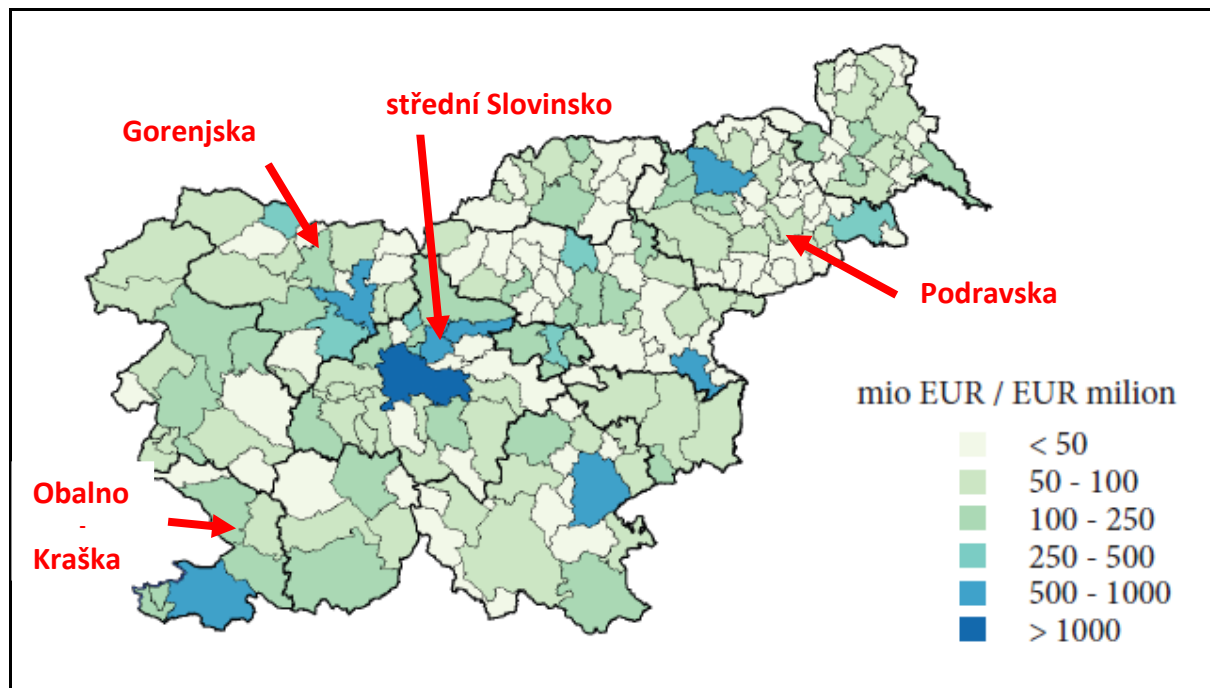 střední Slovinsko
Gorenjska
Podravska
Obalno
-
Kraška
mio EUR / EUR milion
< 50
50 - 100
100 - 250
250 - 500
500 - 1000
> 1000